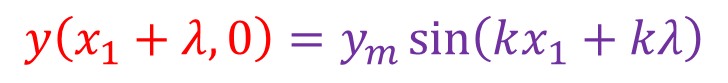 y(x₁ + λ, 0) = yₘ sin(kx₁ + kλ)